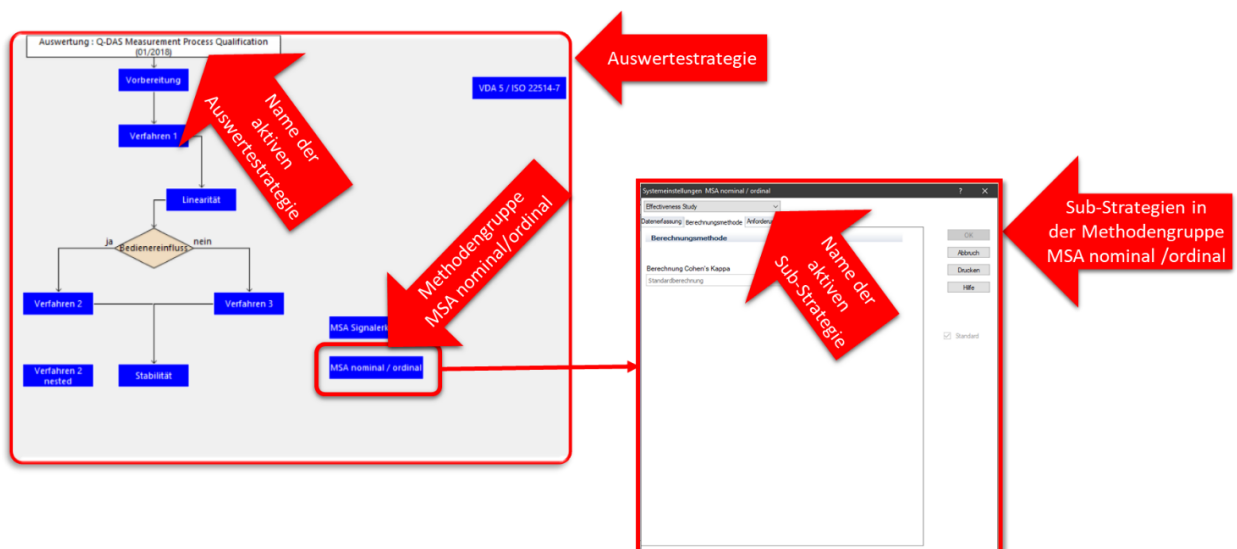 Auswertung : Q-DAS Measurement Process Qualification
(01/2018)
Vorbereitung
VDA 5 / ISO 22514-7
Verfahren 1
Linearität
ja
Bedienereinfluss
nein
Verfahren 2
Verfahren 3
MSA nominal / ordinal
Verfahren 2
nested
Stabilität
Name der
aktiven
Auswertestrategie
Auswertestrategie
Methodengruppe
MSA nominal/ordinal
Systemeinstellungen MSA nominal / ordinal
Effectiveness Study
Datenerfassung
Berechnungsmethode
Berechnungsmethode
Berechnung Cohen's Kappa
Standardberechnung
OK
Abbruch
Drucken
Hilfe
Standard
Name der
aktiven
Sub-Strategie
Sub-Strategien in
der Methodengruppe
MSA nominal /ordinal